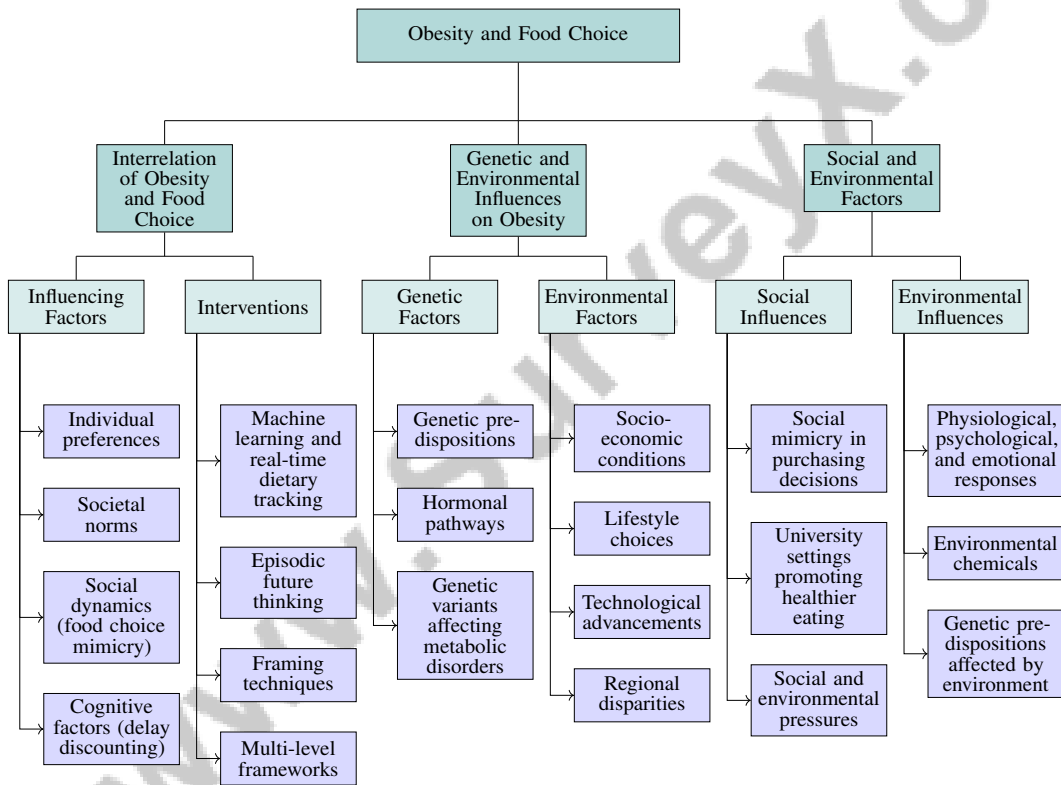 Obesity and Food Choice
Interrelation
of Obesity
and Food
Choice
Genetic and
Environmental
Influences
on Obesity
Social and
Environmental
Factors
Influencing
Factors
Interventions
Genetic
Factors
Environmental
Factors
Social
Influences
Environmental
Influences
Individual
preferences
Societal
norms
Social
dynamics
(food choice
mimicry)
Cognitive
factors (delay
discounting)
Machine
learning and
real-time
dietary
tracking
Episodic
future
thinking
Framing
techniques
Multi-level
frameworks
Genetic pre-
dispositions
Hormonal
pathways
Genetic
variants
affecting
metabolic
disorders
Socio-
economic
conditions
Lifestyle
choices
Technological
advancements
Regional
disparities
Social
mimicry in
purchasing
decisions
University
settings
promoting
healthier
eating
Social and
environmental
pressures
Physiological,
psychological,
and emotional
responses
Environmental
chemicals
Genetic pre-
dispositions
affected by
environment
www.surveyx.c